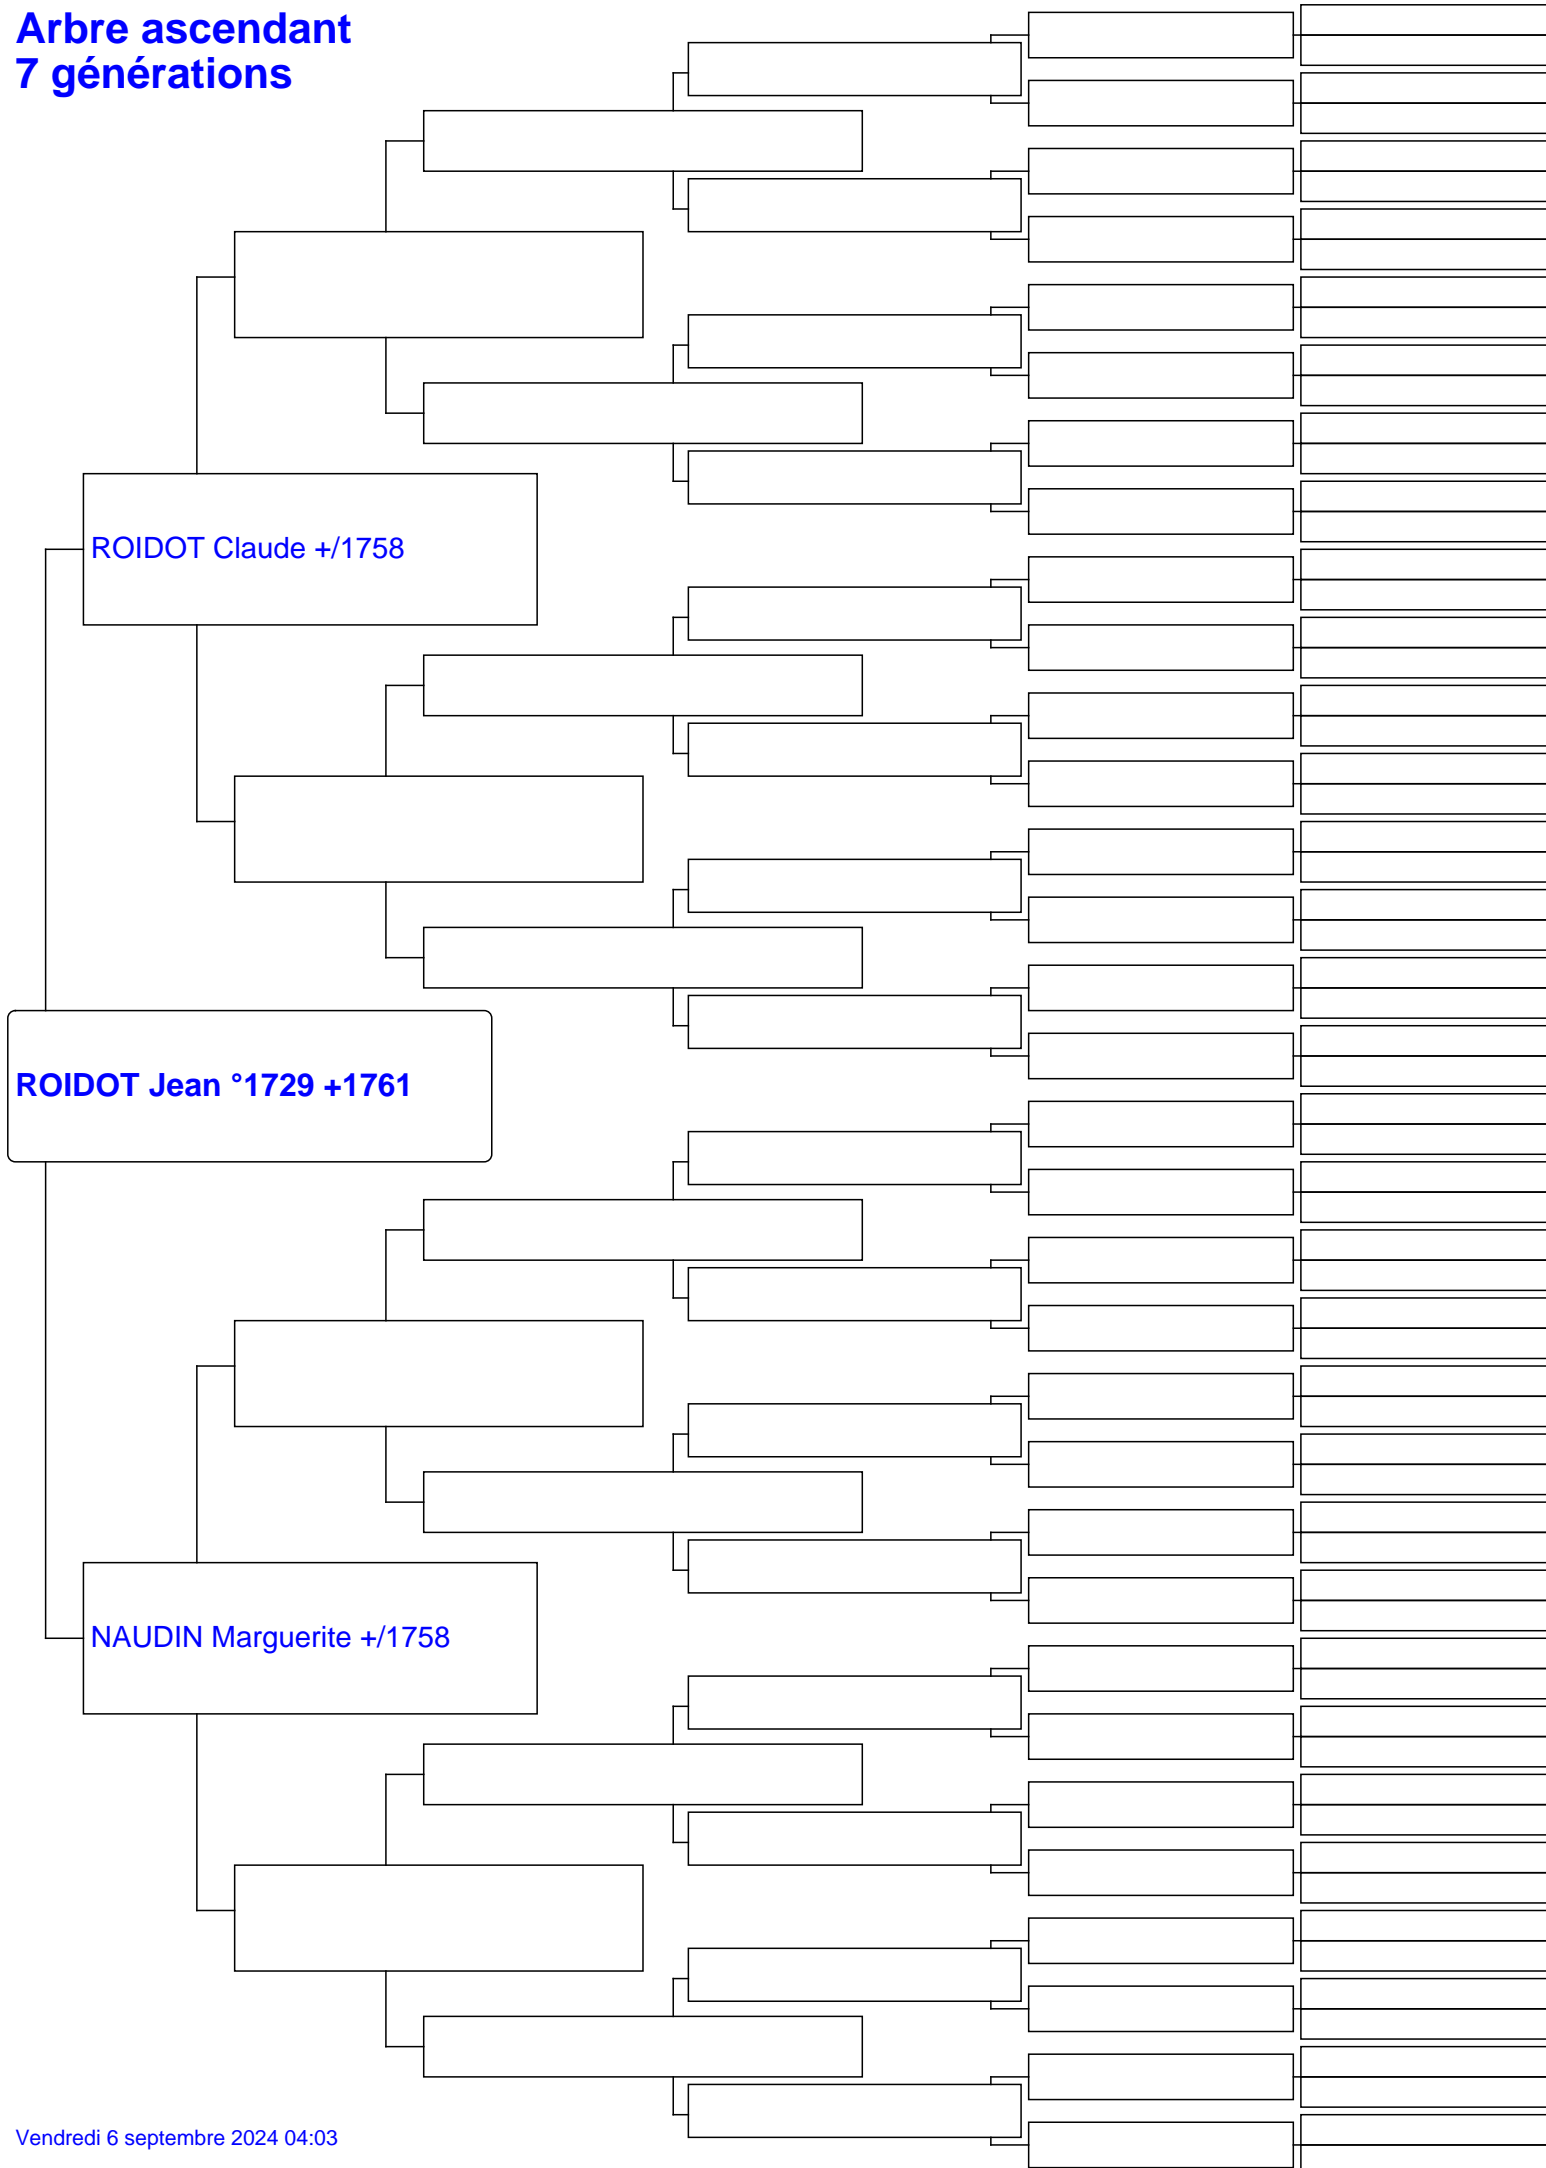 Arbre ascendant
7 générations
ROIDOT Claude +/1758
ROIDOT Jean °1729 +1761
NAUDIN Marguerite +/1758
Vendredi 6 septembre 2024 04:03